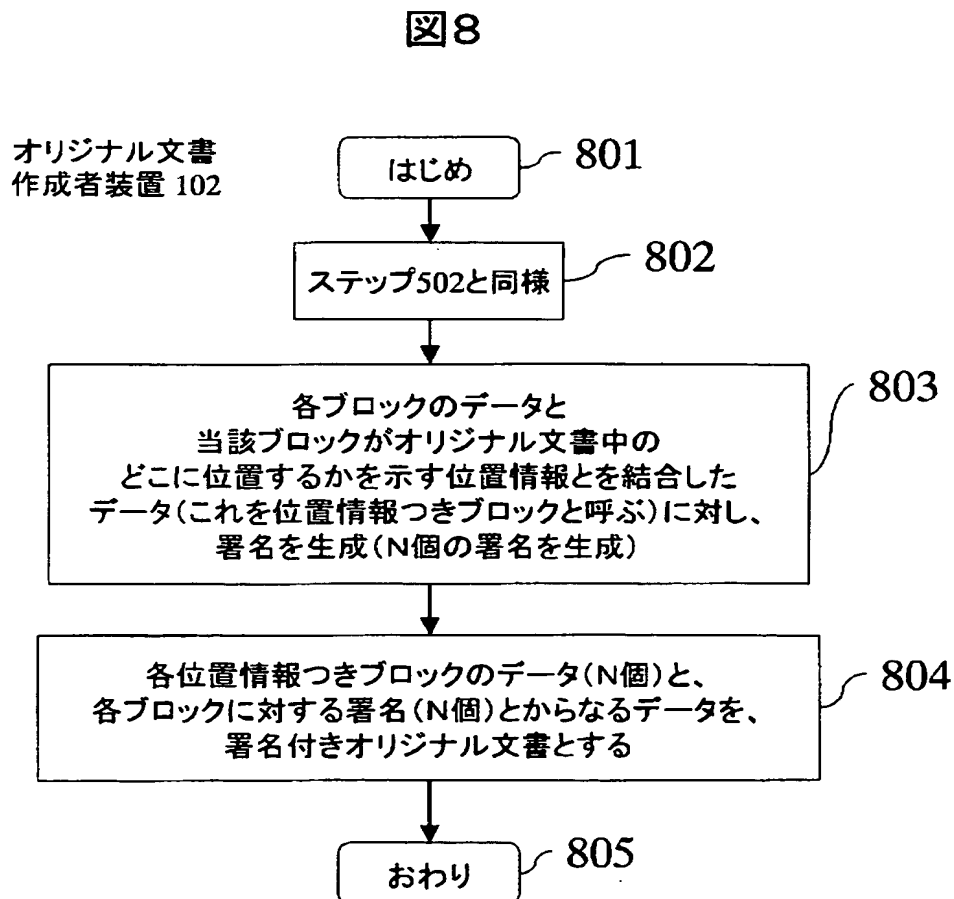 図8
オリジナル文書
作成者装置 102
はじめ
801
ステップ502と同様
802
各ブロックのデータと
当該ブロックがオリジナル文書中の
どこに位置するかを示す位置情報とを結合した
データ(これを位置情報つきブロックと呼ぶ)に対し、
署名を生成(N個の署名を生成)
803
各位置情報つきブロックのデータ(N個)と、
各ブロックに対する署名(N個)とからなるデータを、
署名付きオリジナル文書とする
804
おわり
805